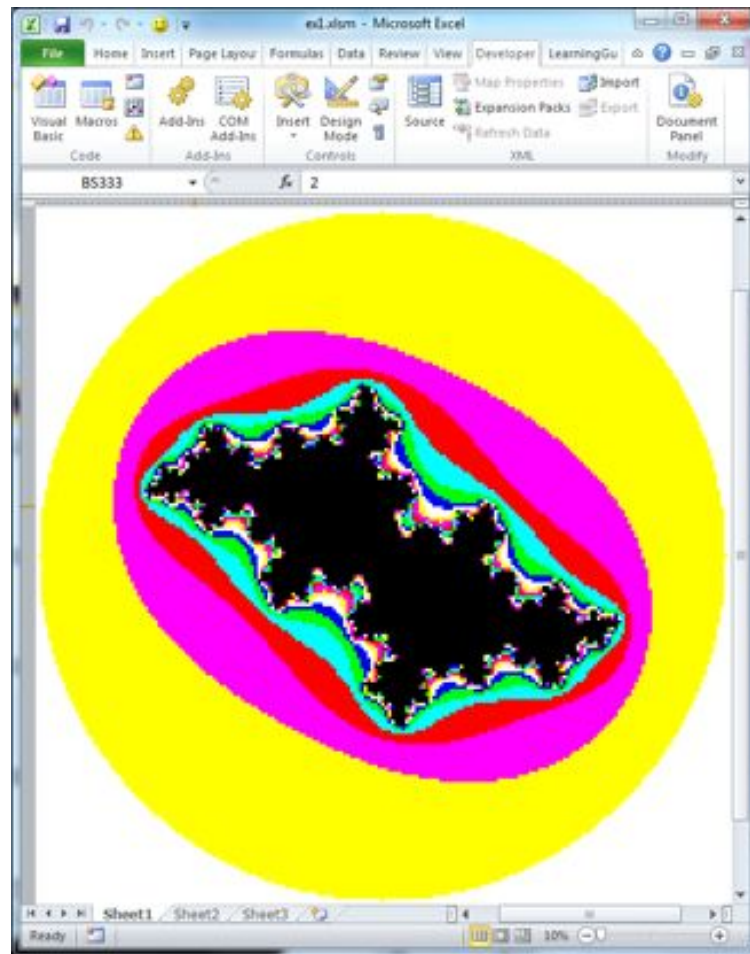 ex1.xlsm - Microsoft Excel
File Home Insert Page Layour Formulas Data Review View Developer LearningGu
Visual Basic Macros Add-Ins COM Add-Ins Insert Design Mode Source Map Properties Import
Expansion Packs Export
Refresh Data
Document Panel
Code Add-Ins Controls XML Modify
BS333 fx 2
Sheet1 Sheet2 Sheet3
Ready 10%